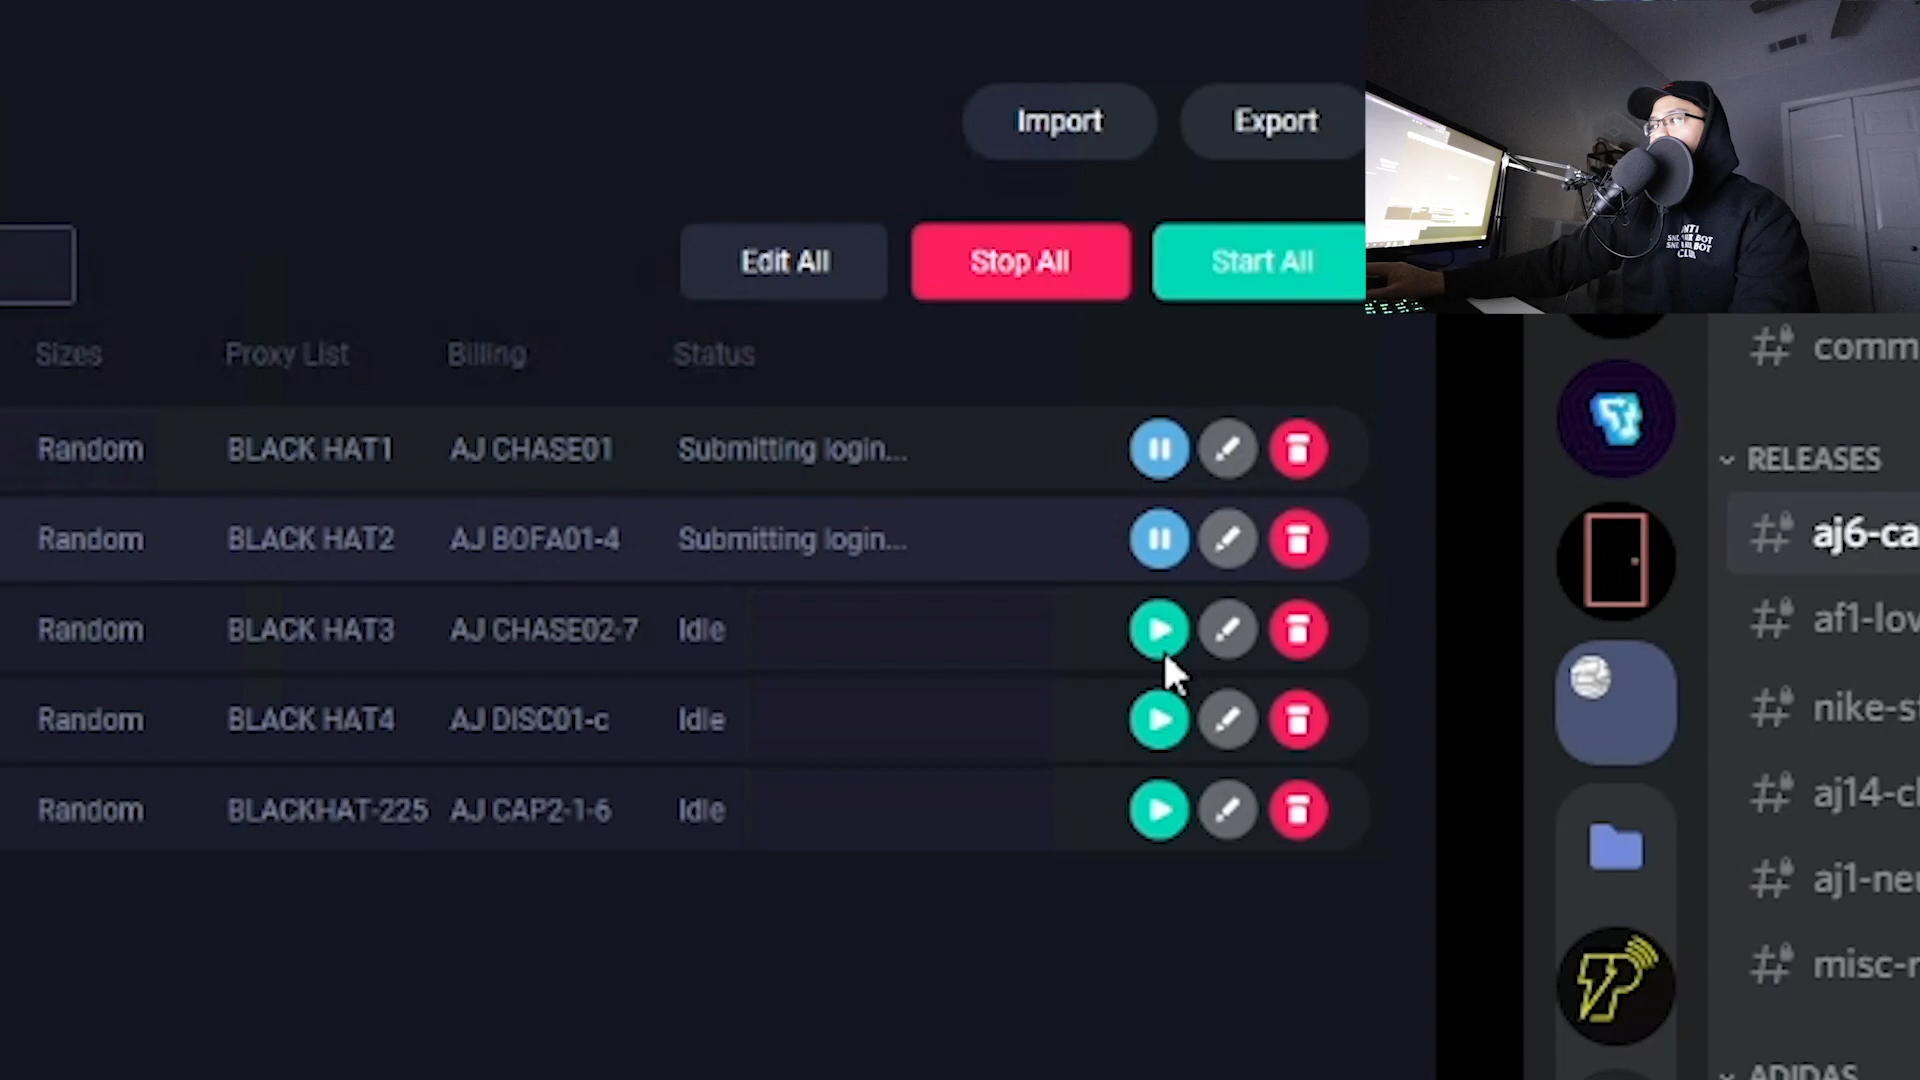 Import Export
Edit All Stop All Start All
Sizes Proxy List Billing Status
Random BLACK HAT1 AJ CHASE01 Submitting login...
Random BLACK HAT2 AJ BOFA01-4 Submitting login...
Random BLACK HAT3 AJ CHASE02-7 Idle
Random BLACK HAT4 AJ DISC01-c Idle
Random BLACKHAT-225 AJ CAP2-1-6 Idle
CLUB
comm
RELEASES
aj6-ca
af1-lov
nike-s
aj14-c
aj1-ne
misc-r
ADIDAS